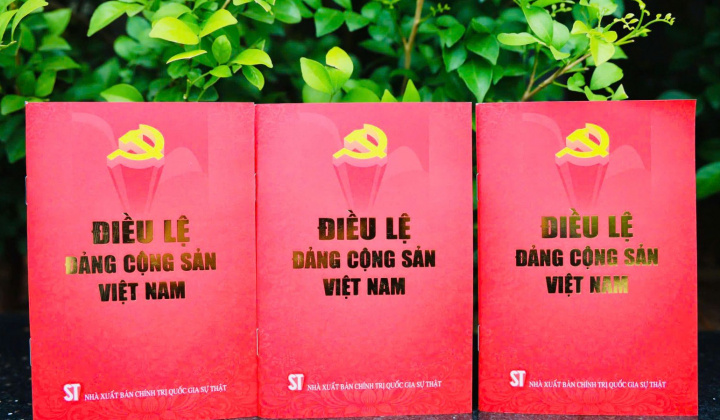 ĐIỀU LỆ
ĐẢNG CỘNG SẢN
VIỆT NAM
ST NHÀ XUẤT BẢN CHÍNH TRỊ QUỐC GIA SỰ THẬT
ĐIỀU LỆ
ĐẢNG CỘNG SẢN
VIỆT NAM
ST NHÀ XUẤT BẢN CHÍNH TRỊ QUỐC GIA SỰ THẬT
ĐIỀU LỆ
ĐẢNG CỘNG SẢN
VIỆT NAM
ST NHÀ XUẤT BẢN CHÍNH TRỊ QUỐC GIA SỰ THẬT